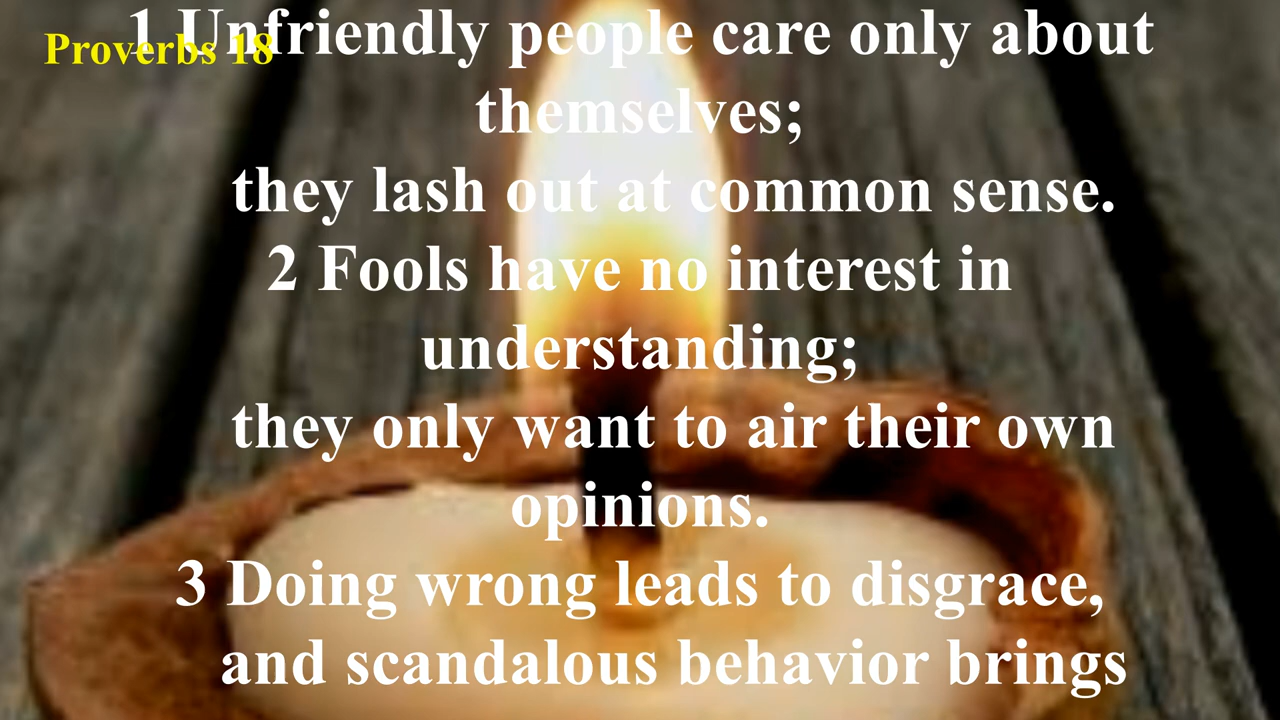 Proverbs 18
1 Unfriendly people care only about
themselves;
they lash out at common sense.
2 Fools have no interest in
understanding;
they only want to air their own
opinions.
3 Doing wrong leads to disgrace,
and scandalous behavior brings